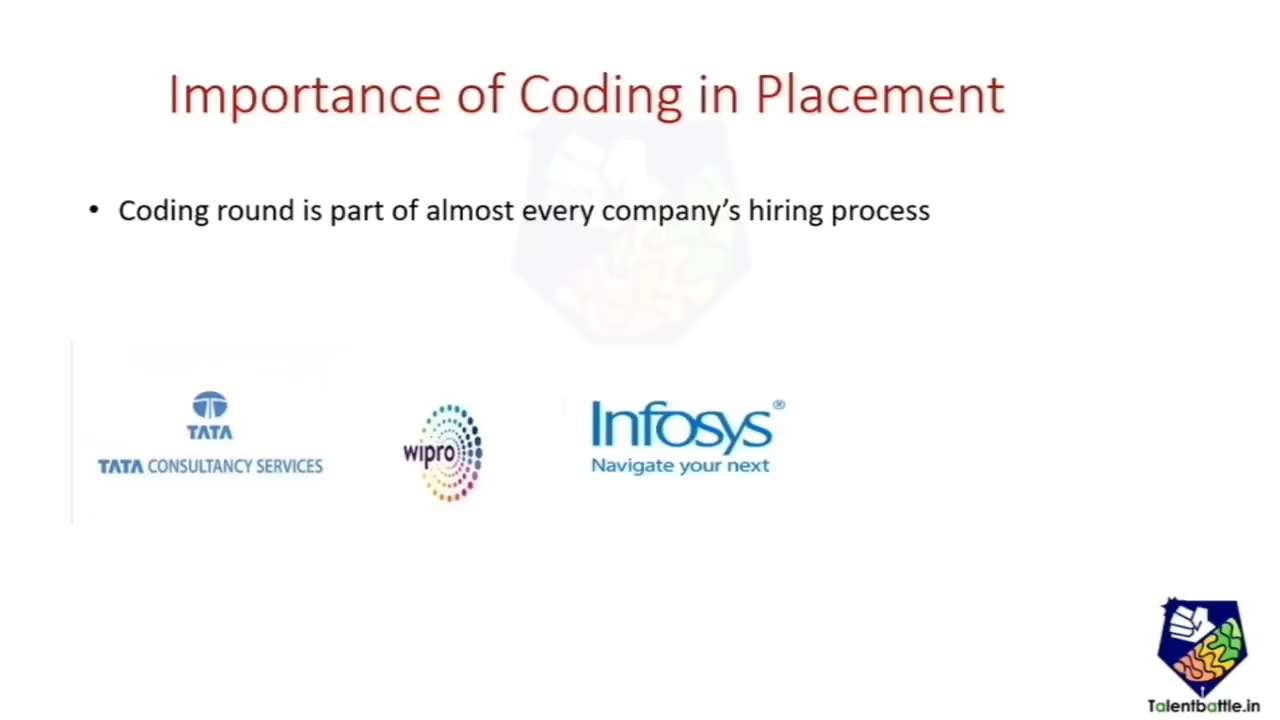 Importance of Coding in Placement
• Coding round is part of almost every company's hiring process
TATA
TATA CONSULTANCY SERVICES
wipro
Infosys®
Navigate your next
Talentbattle.in